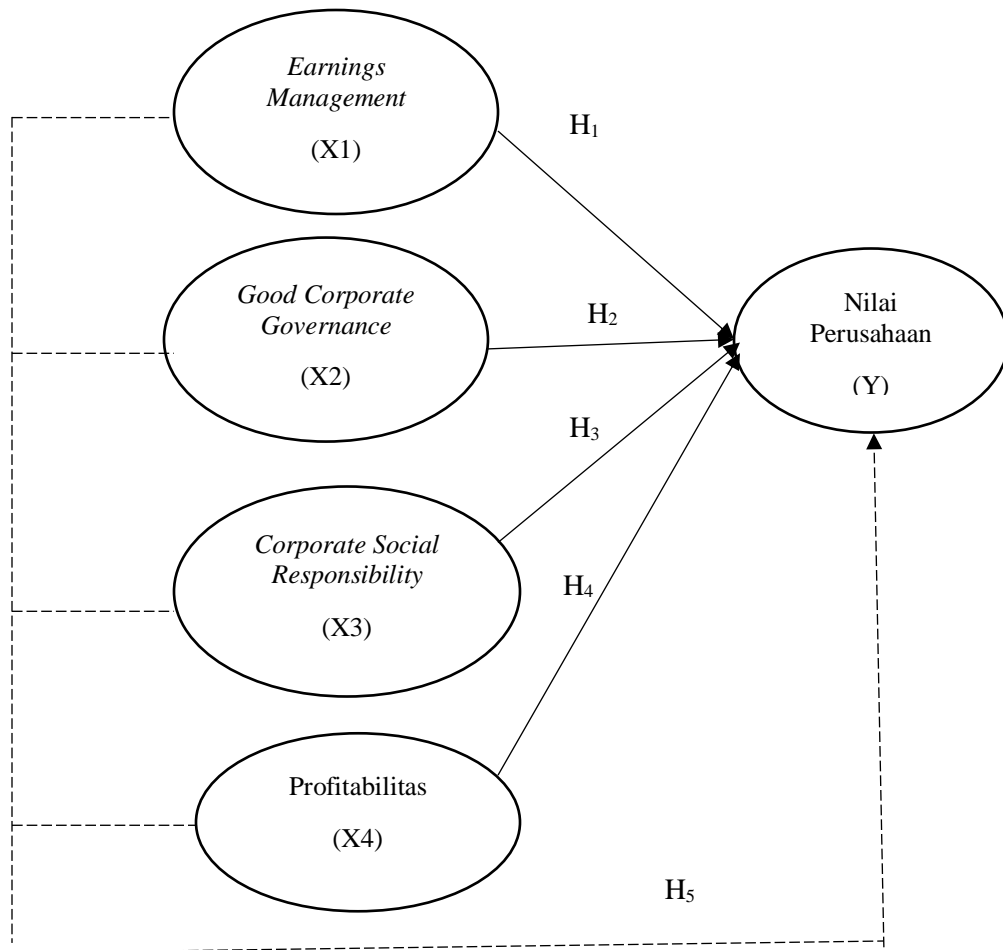 Earnings
Management
(X1)
H₁
Good Corporate
Governance
(X2)
H₂
Nilai
Perusahaan
(Y)
H₃
Corporate Social
Responsibility
(X3)
H₄
Profitabilitas
(X4)
H₅